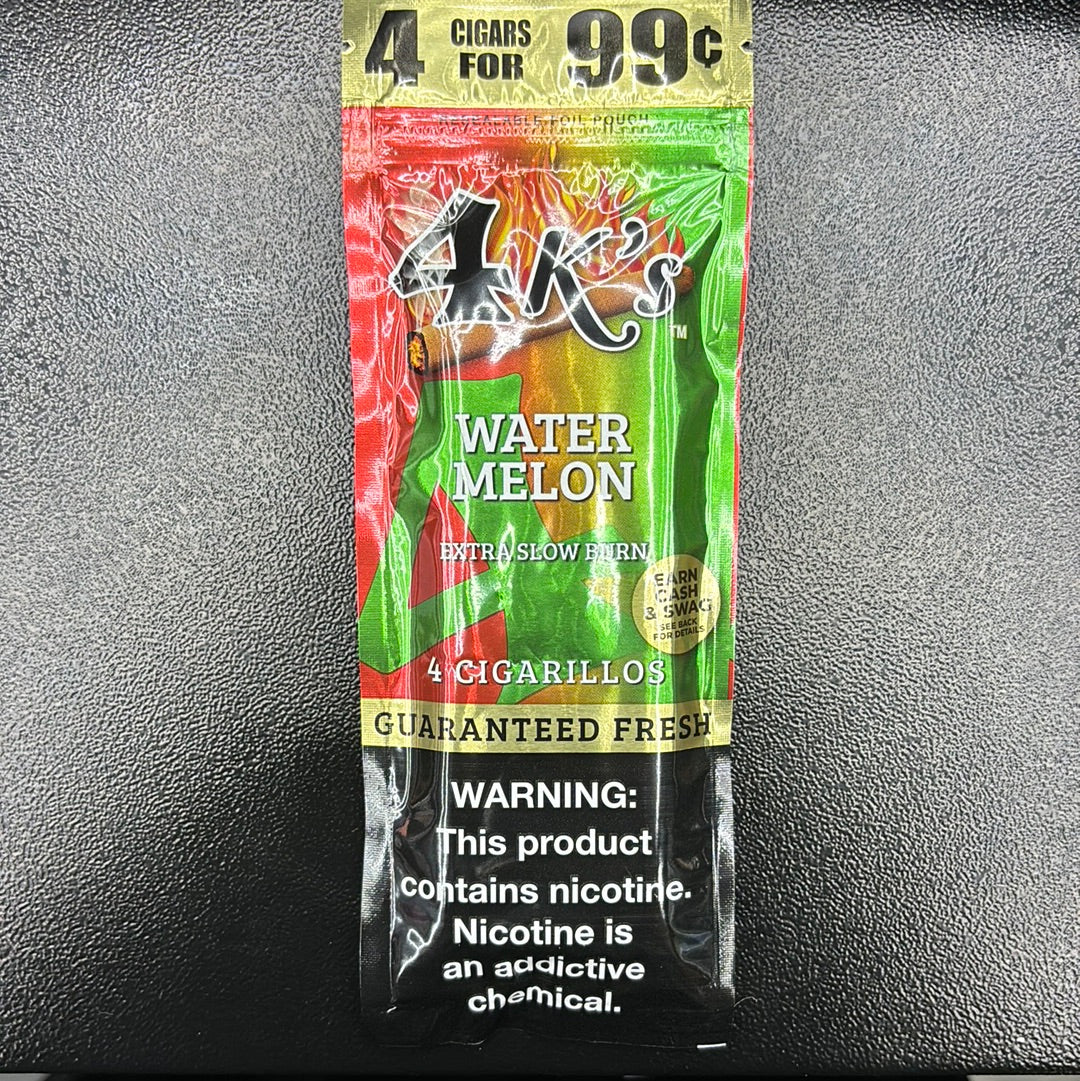 4 CIGARS FOR 99¢
RESEALABLE FOIL POUCH
4K's™
WATER
MELON
EXTRA SLOW BURN
EARN
CASH
& SWAG
SEE BACK
FOR DETAILS
4 CIGARILLOS
GUARANTEED FRESH
WARNING:
This product
contains nicotine.
Nicotine is
an addictive
chemical.